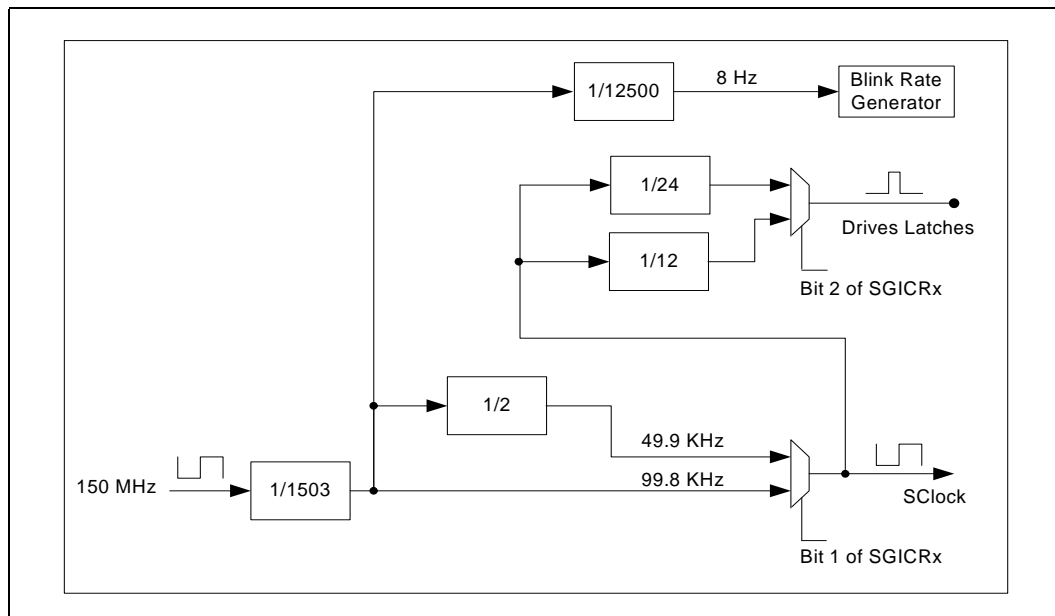 1/12500
8 Hz
Blink Rate
Generator
1/24
Drives Latches
1/12
Bit 2 of SGICRx
1/2
49.9 KHz
150 MHz
1/1503
99.8 KHz
SClock
Bit 1 of SGICRx